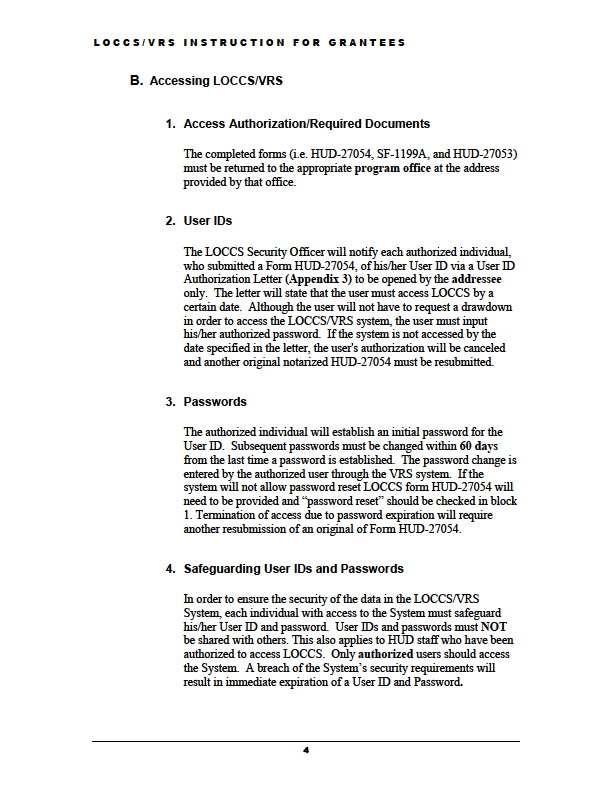 LOCCS/VRS INSTRUCTION FOR GRANTEES
B. Accessing LOCCS/VRS
1. Access Authorization/Required Documents
The completed forms (i.e. HUD-27054, SF-1199A, and HUD-27053)
must be returned to the appropriate program office at the address
provided by that office.
2. User IDs
The LOCCS Security Officer will notify each authorized individual,
who submitted a Form HUD-27054, of his/her User ID via a User ID
Authorization Letter (Appendix 3) to be opened by the addressee
only. The letter will state that the user must access LOCCS by a
certain date. Although the user will not have to request a drawdown
in order to access the LOCCS/VRS system, the user must input
his/her authorized password. If the system is not accessed by the
date specified in the letter, the user's authorization will be canceled
and another original notarized HUD-27054 must be resubmitted.
3. Passwords
The authorized individual will establish an initial password for the
User ID. Subsequent passwords must be changed within 60 days
from the last time a password is established. The password change is
entered by the authorized user through the VRS system. If the
system will not allow password reset LOCCS form HUD-27054 will
need to be provided and “password reset” should be checked in block
1. Termination of access due to password expiration will require
another resubmission of an original of Form HUD-27054.
4. Safeguarding User IDs and Passwords
In order to ensure the security of the data in the LOCCS/VRS
System, each individual with access to the System must safeguard
his/her User ID and password. User IDs and passwords must NOT
be shared with others. This also applies to HUD staff who have been
authorized to access LOCCS. Only authorized users should access
the System. A breach of the System’s security requirements will
result in immediate expiration of a User ID and Password.
4